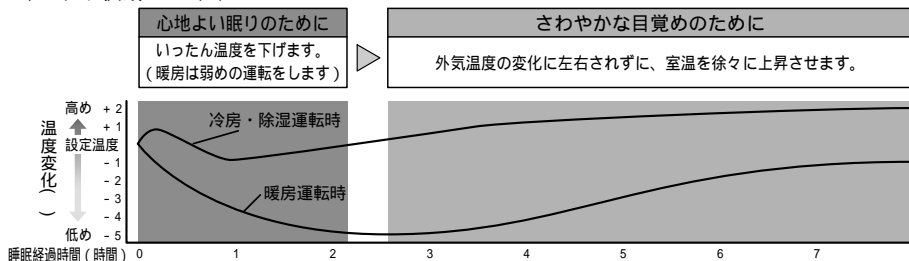 心地よい眠りのために
いったん温度を下げます。
(暖房は弱めの運転をします)
さわやかな目覚めのために
外気温度の変化に左右されずに、室温を徐々に上昇させます。
温度変化( )
高め
設定温度
低め
+ 2
+ 1
- 1
- 2
- 3
- 4
- 5
冷房・除湿運転時
暖房運転時
睡眠経過時間(時間) 0 1 2 3 4 5 6 7 8